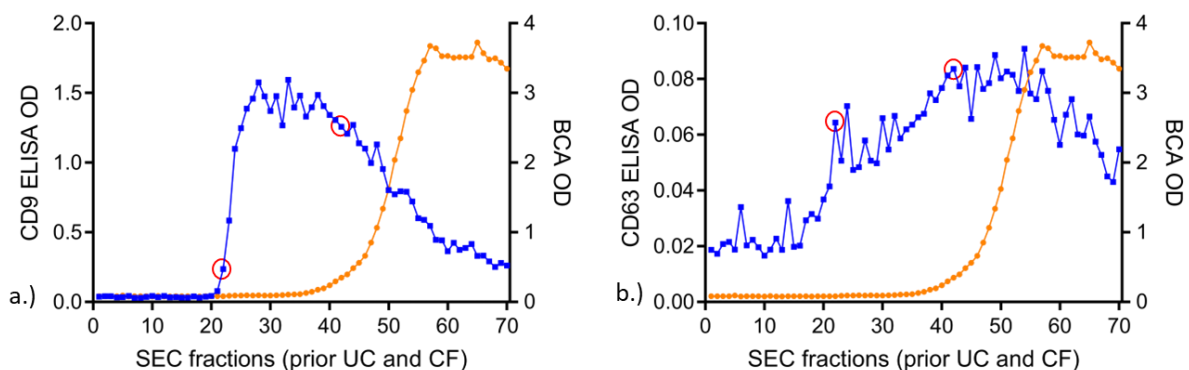 2.0
1.5
1.0
0.5
0.0
CD9 ELISA OD
4
3
2
1
0
BCA OD
0 10 20 30 40 50 60 70
SEC fractions (prior UC and CF)
a.)
0.10
0.08
0.06
0.04
0.02
0.00
CD63 ELISA OD
4
3
2
1
0
BCA OD
0 10 20 30 40 50 60 70
SEC fractions (prior UC and CF)
b.)